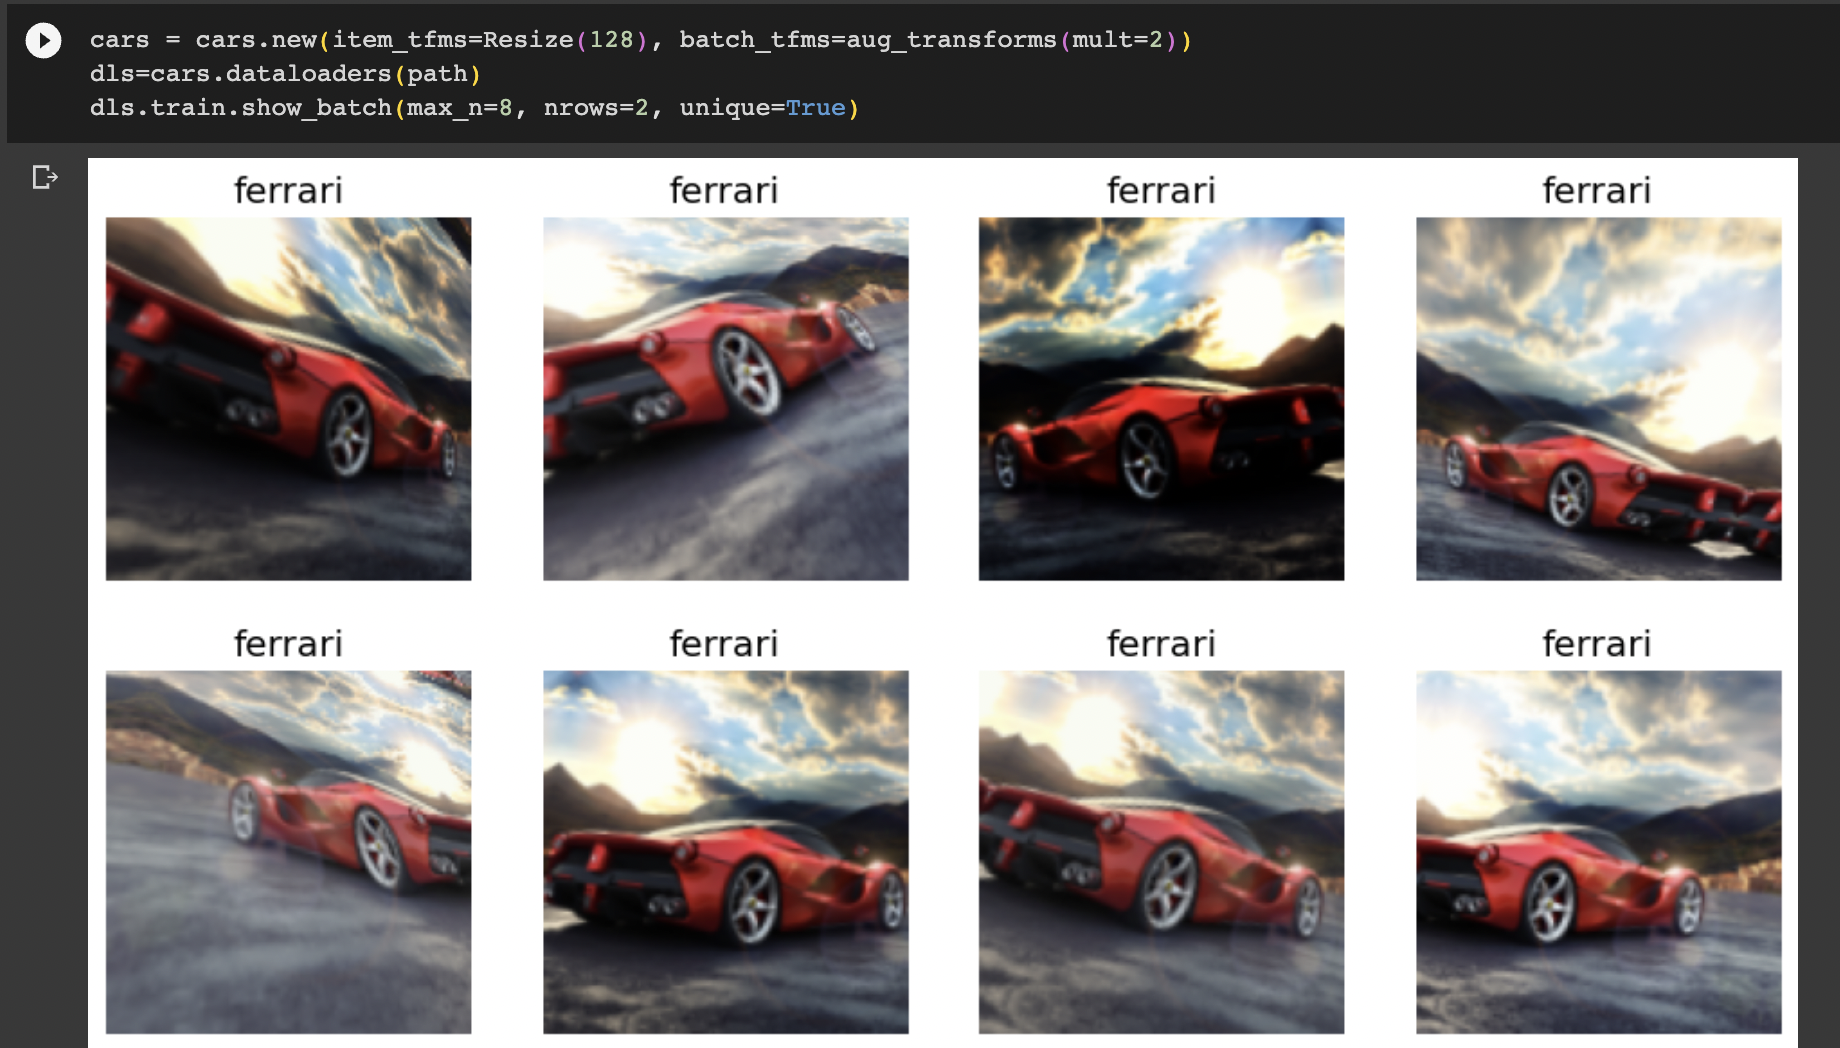 cars = cars.new(item_tfms=Resize(128), batch_tfms=aug_transforms(mult=2))
dls=cars.dataloaders(path)
dls.train.show_batch(max_n=8, nrows=2, unique=True)
ferrari ferrari ferrari ferrari
ferrari ferrari ferrari ferrari